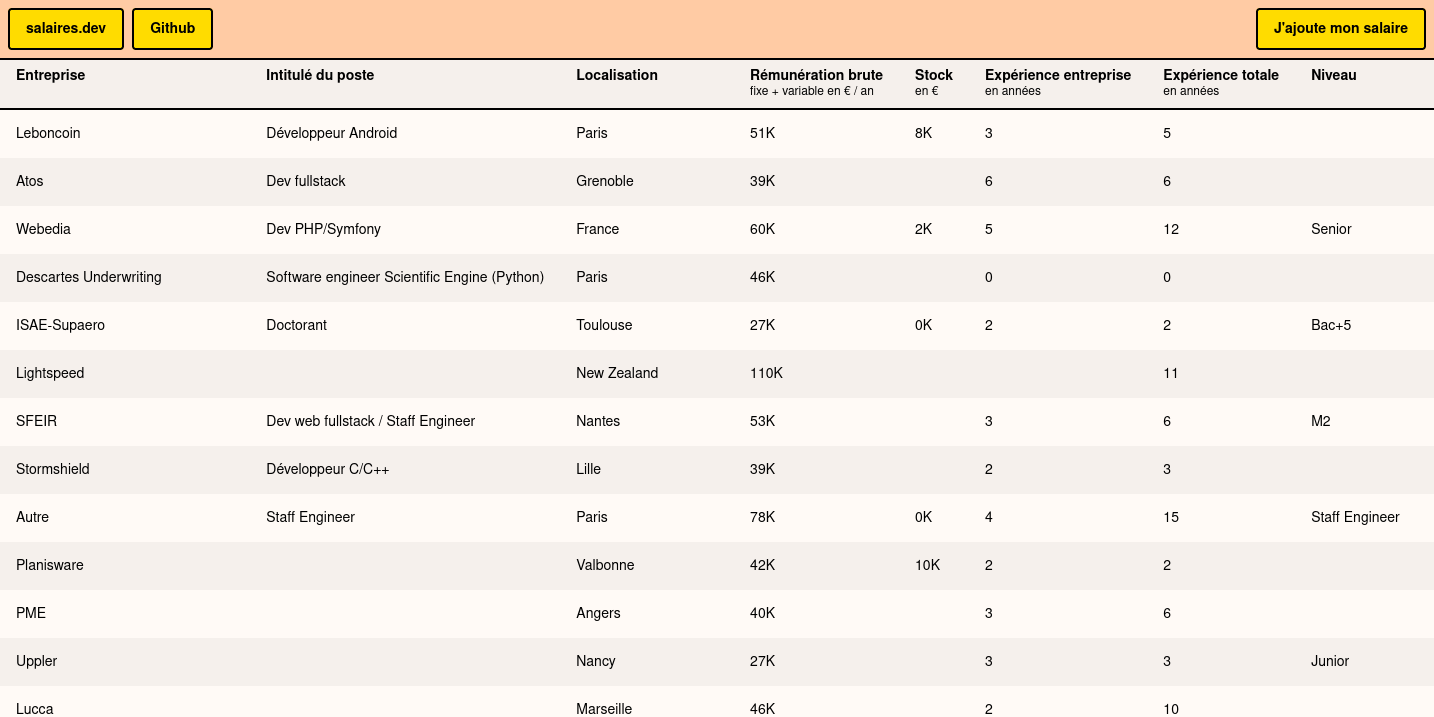 salaires.dev Github J'ajoute mon salaire
Entreprise Intitulé du poste Localisation Rémunération brute Stock Expérience entreprise Expérience totale Niveau
fixe + variable en € / an en € en années en années
Leboncoin Développeur Android Paris 51K 8K 3 5
Atos Dev fullstack Grenoble 39K 6 6
Webedia Dev PHP/Symfony France 60K 2K 5 12 Senior
Descartes Underwriting Software engineer Scientific Engine (Python) Paris 46K 0 0
ISAE-Supaero Doctorant Toulouse 27K 0K 2 2 Bac+5
Lightspeed New Zealand 110K 11
SFEIR Dev web fullstack / Staff Engineer Nantes 53K 3 6 M2
Stormshield Développeur C/C++ Lille 39K 2 3
Autre Staff Engineer Paris 78K 0K 4 15 Staff Engineer
Planisware Valbonne 42K 10K 2 2
PME Angers 40K 3 6
Uppler Nancy 27K 3 3 Junior
Lucca Marseille 46K 2 10